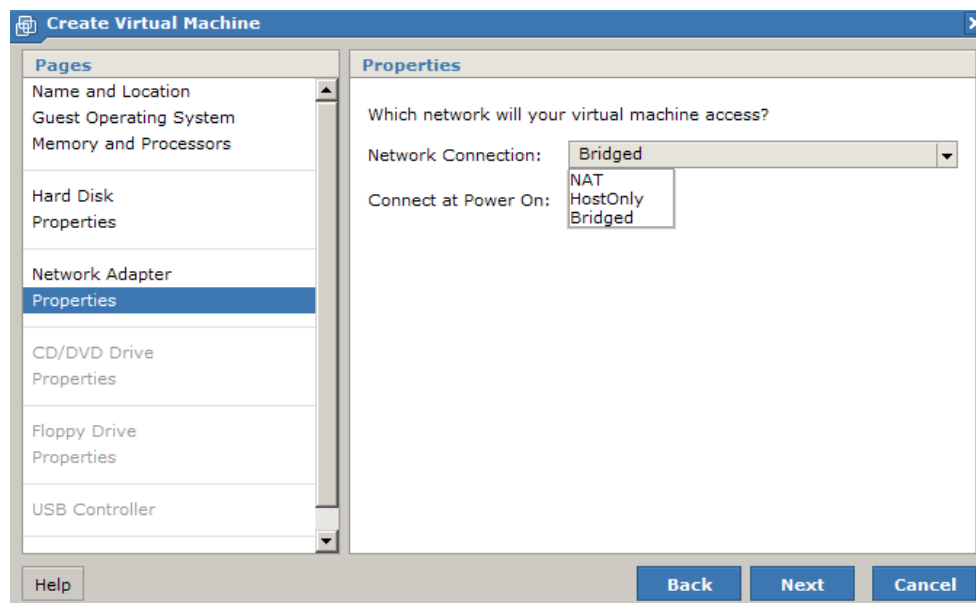 Create Virtual Machine
Pages
Name and Location
Guest Operating System
Memory and Processors
Hard Disk
Properties
Network Adapter
Properties
CD/DVD Drive
Properties
Floppy Drive
Properties
USB Controller
Properties
Which network will your virtual machine access?
Network Connection: Bridged
NAT
Connect at Power On: HostOnly
Bridged
Help Back Next Cancel